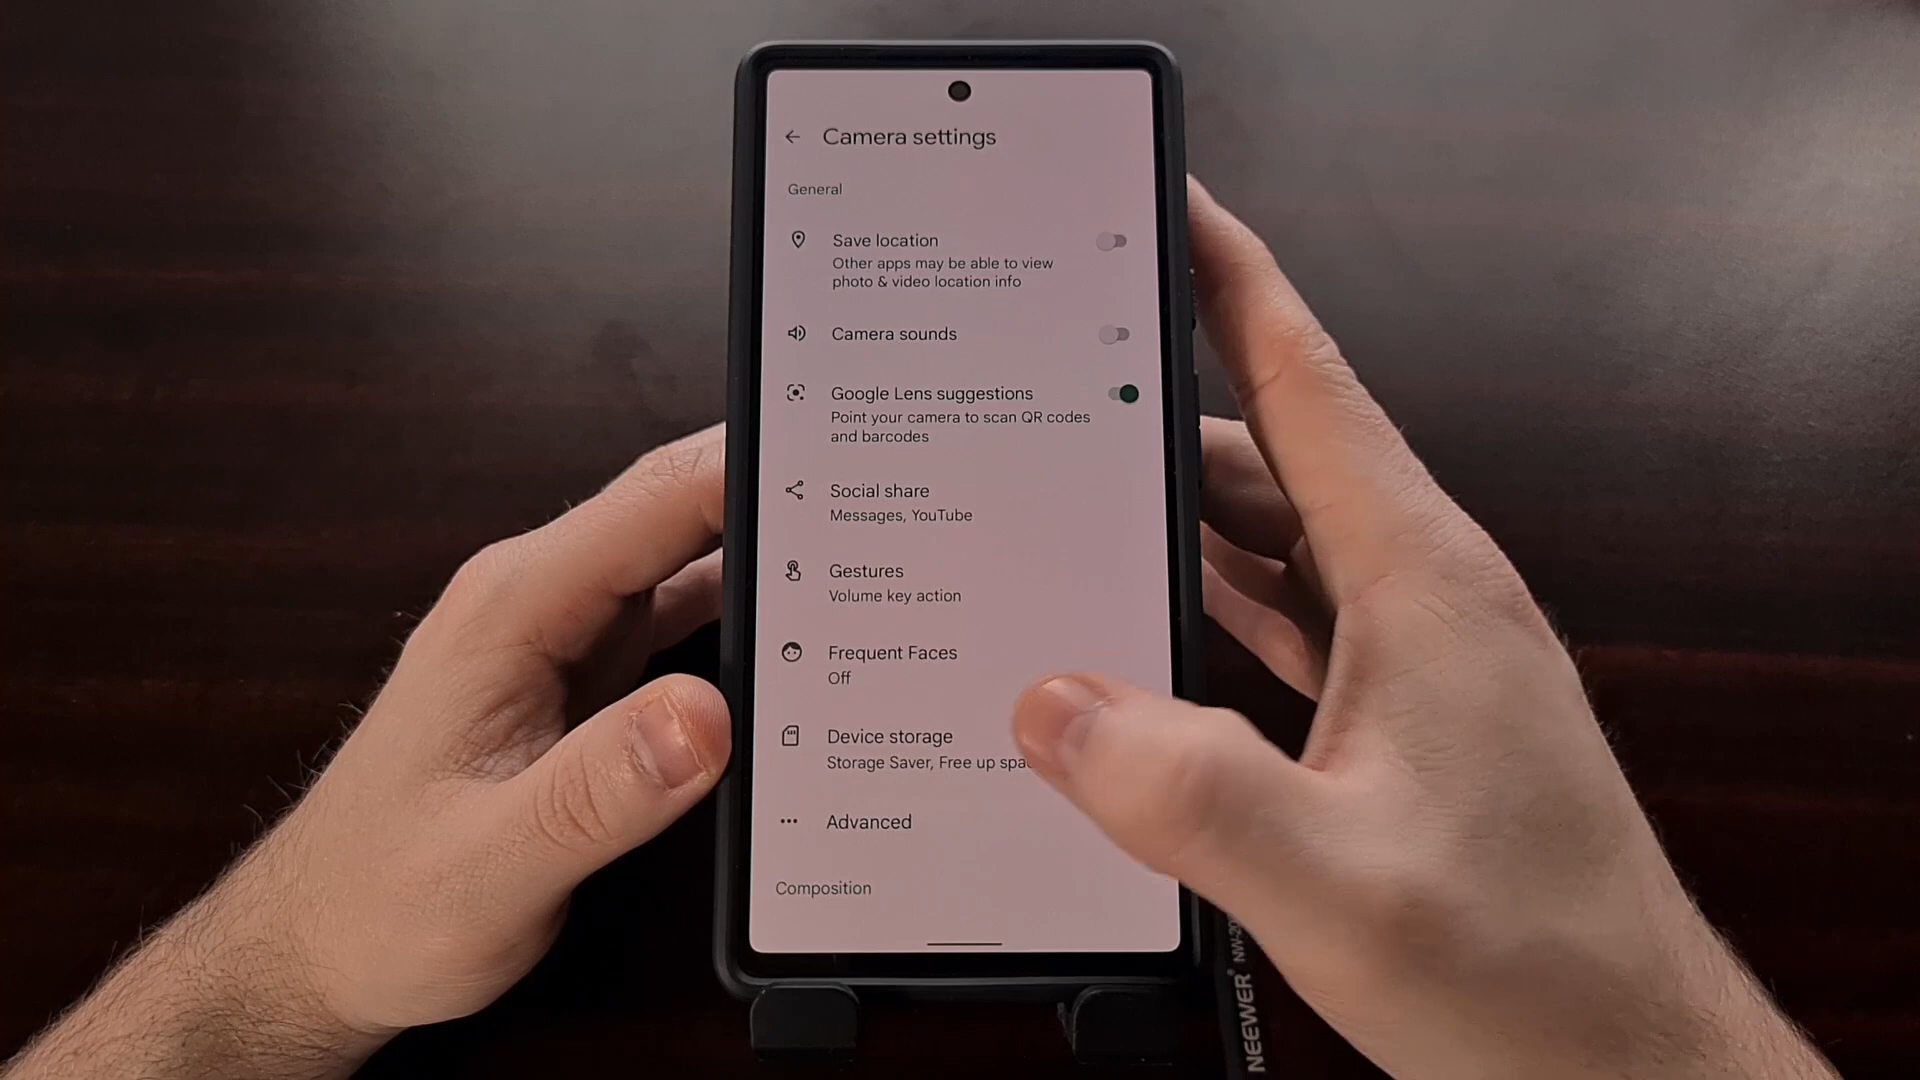 Camera settings
General
Save location
Other apps may be able to view
photo & video location info
Camera sounds
Google Lens suggestions
Point your camera to scan QR codes
and barcodes
Social share
Messages, YouTube
Gestures
Volume key action
Frequent Faces
Off
Device storage
Storage Saver, Free up
Advanced
Composition
NEEWER®